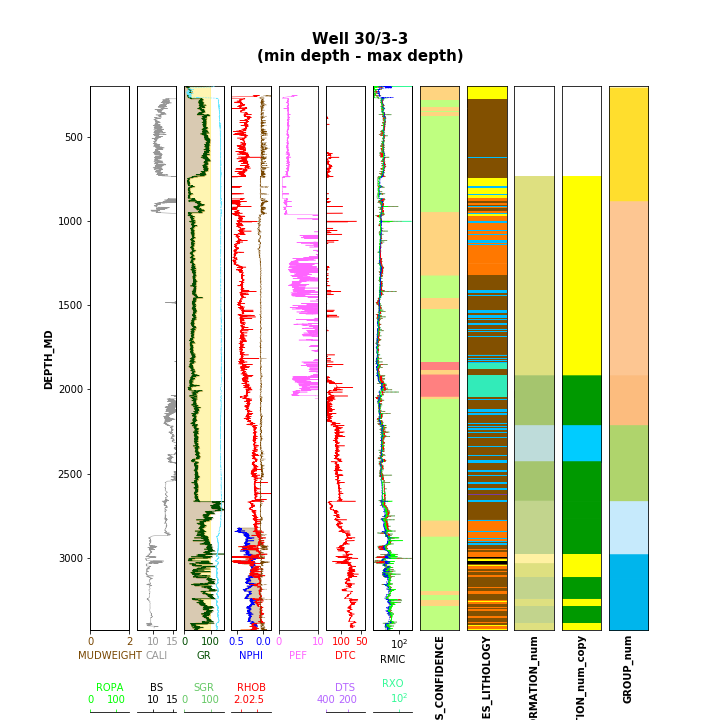 Well 30/3-3
(min depth - max depth)
DEPTH_MD
500
1000
1500
2000
2500
3000
0 2
MUDWEIGHT
10 15
CALI
0 100
GR
0.5 0.0
NPHI
0 10
PEF
100 50
DTC
10²
RMIC
ROPA
0 100
BS
10 15
SGR
0 100
RHOB
2.0 2.5
DTS
400 200
RXO
10²
S_CONFIDENCE
ES_LITHOLOGY
RMATION_num
TION_num_copy
GROUP_num